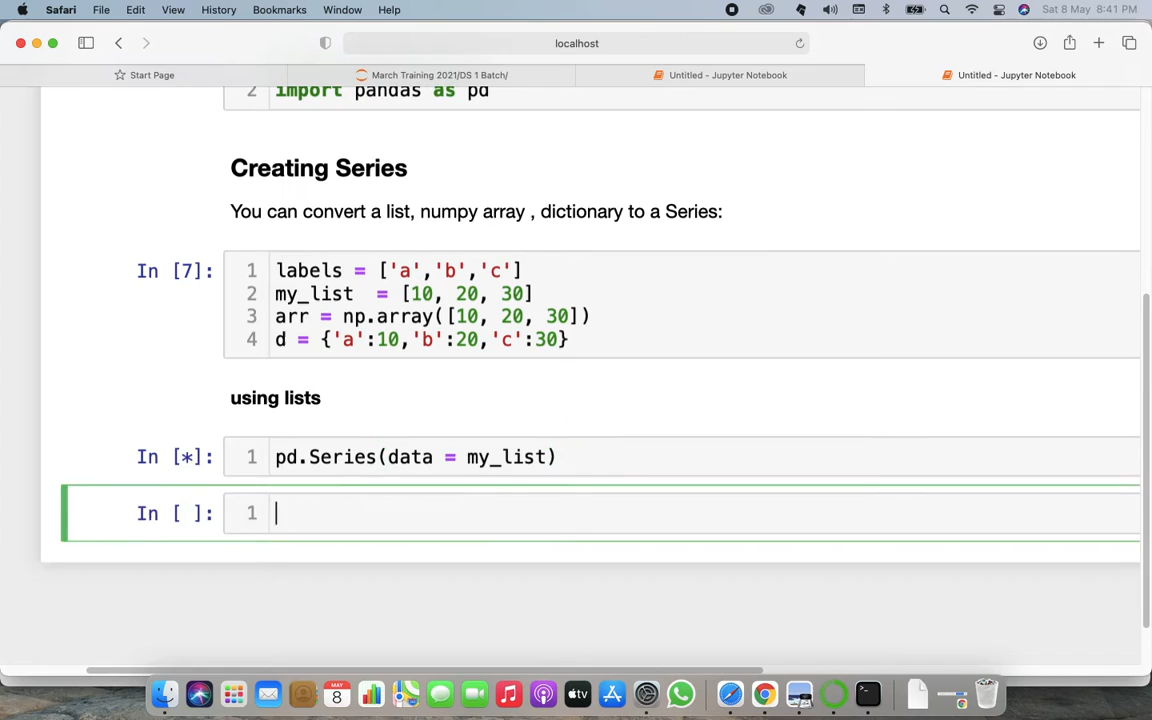 Safari File Edit View History Bookmarks Window Help Sat 8 May 8:41 PM
localhost
Start Page March Training 2021/DS 1 Batch/ Untitled - Jupyter Notebook Untitled - Jupyter Notebook
2 import pandas as pd
Creating Series
You can convert a list, numpy array , dictionary to a Series:
In [7]: 1 labels = ['a','b','c']
2 my_list = [10, 20, 30]
3 arr = np.array([10, 20, 30])
4 d = {'a':10,'b':20,'c':30}
using lists
In [*]: 1 pd.Series(data = my_list)
In [ ]: 1
MAY
8
tv